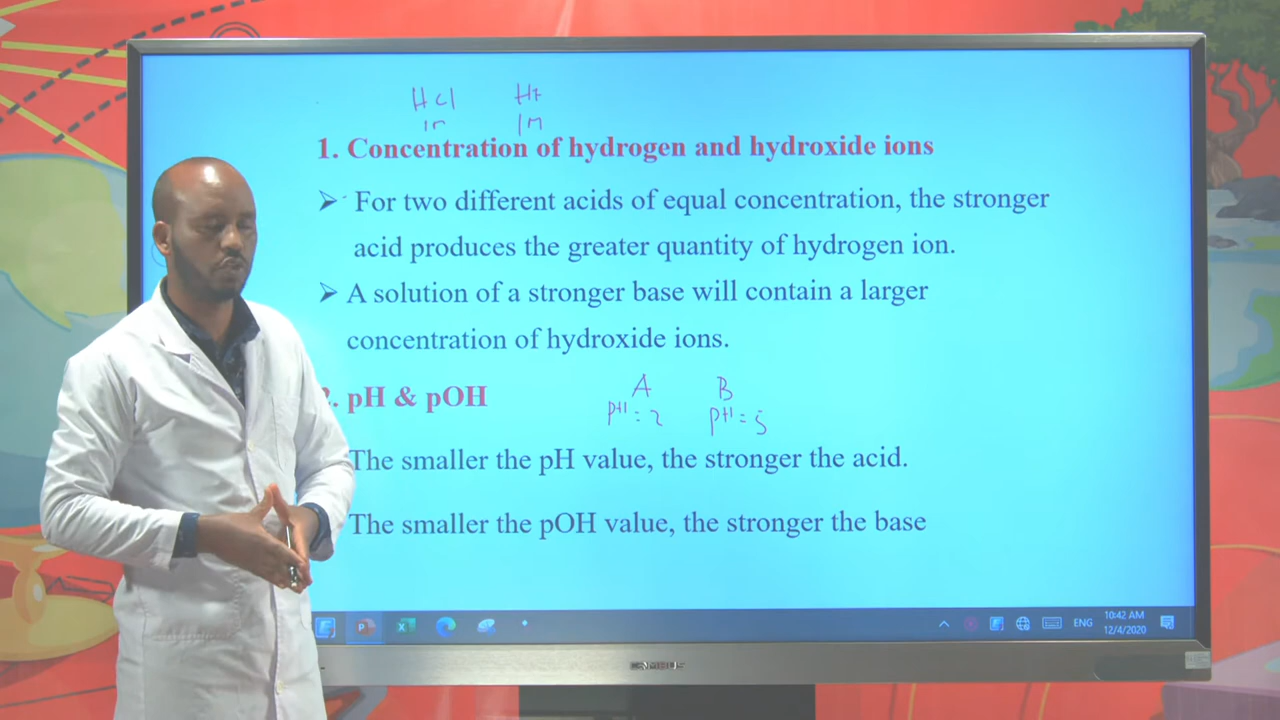 HCl HF
1M 1M
1. Concentration of hydrogen and hydroxide ions
➤ For two different acids of equal concentration, the stronger
acid produces the greater quantity of hydrogen ion.
➤ A solution of a stronger base will contain a larger
concentration of hydroxide ions.
2. pH & pOH
A B
pH = 2 pH = 5
The smaller the pH value, the stronger the acid.
The smaller the pOH value, the stronger the base
ENG
10:42 AM
12/4/2020